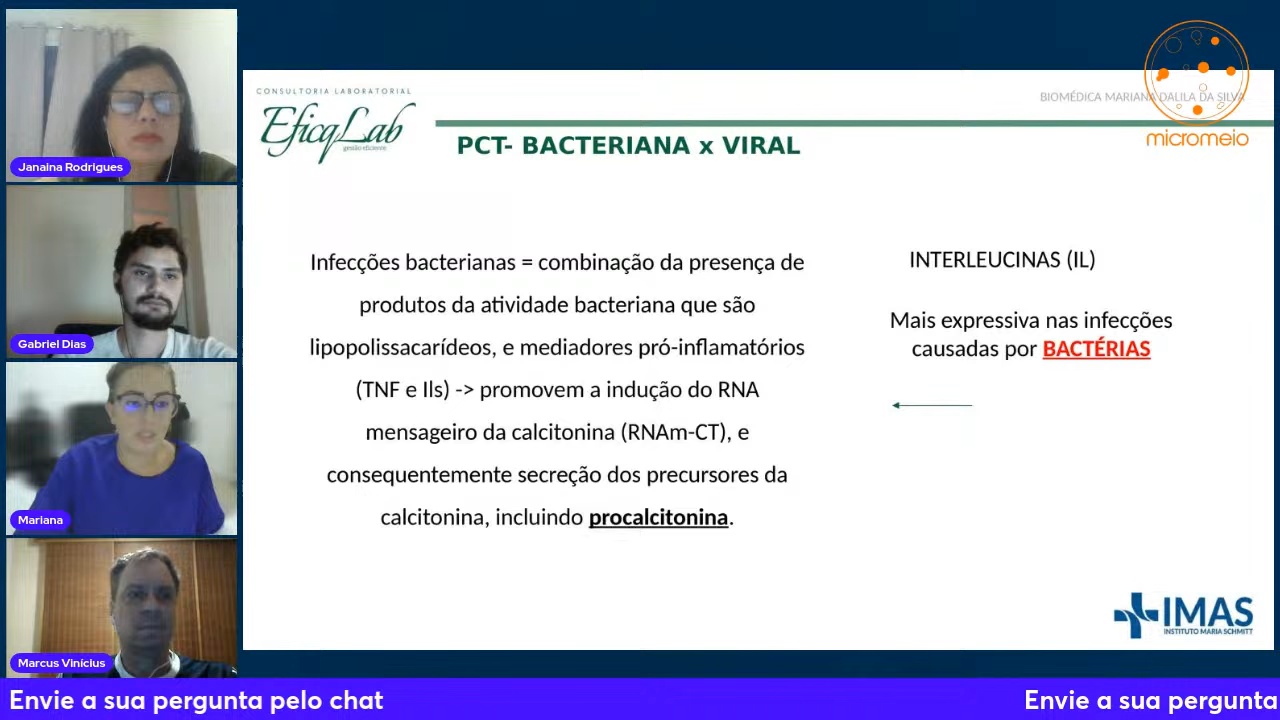 Janaína Rodrigues
Gabriel Dias
Mariana
Marcus Vinícius
CONSULTORIA LABORATORIAL
EficqLab
gestão eficiente
BIOMÉDICA MARIANA DALILA DA SILVA
micromeio
PCT- BACTERIANA x VIRAL
Infecções bacterianas = combinação da presença de
produtos da atividade bacteriana que são
lipopolissacarídeos, e mediadores pró-inflamatórios
(TNF e Ils) -> promovem a indução do RNA
mensageiro da calcitonina (RNAm-CT), e
consequentemente secreção dos precursores da
calcitonina, incluindo procalcitonina.
INTERLEUCINAS (IL)
Mais expressiva nas infecções
causadas por BACTÉRIAS
IMAS
INSTITUTO MARIA SCHMITT
Envie a sua pergunta pelo chat
Envie a sua pergunta